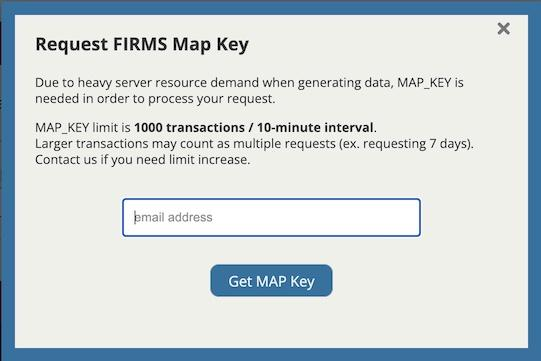 Request FIRMS Map Key
Due to heavy server resource demand when generating data, MAP_KEY is
needed in order to process your request.
MAP_KEY limit is 1000 transactions / 10-minute interval.
Larger transactions may count as multiple requests (ex. requesting 7 days).
Contact us if you need limit increase.
email address
Get MAP Key